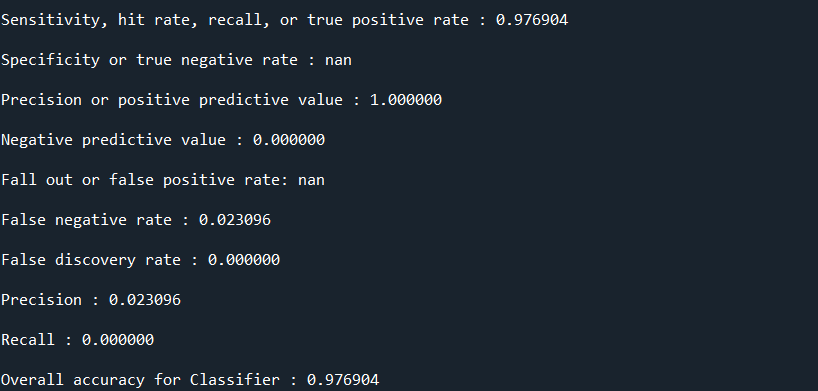 Sensitivity, hit rate, recall, or true positive rate : 0.976904
Specificity or true negative rate : nan
Precision or positive predictive value : 1.000000
Negative predictive value : 0.000000
Fall out or false positive rate: nan
False negative rate : 0.023096
False discovery rate : 0.000000
Precision : 0.023096
Recall : 0.000000
Overall accuracy for Classifier : 0.976904